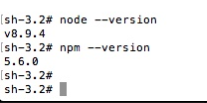 [sh-3.2# node --version
v8.9.4
[sh-3.2# npm --version
5.6.0
[sh-3.2#
sh-3.2#